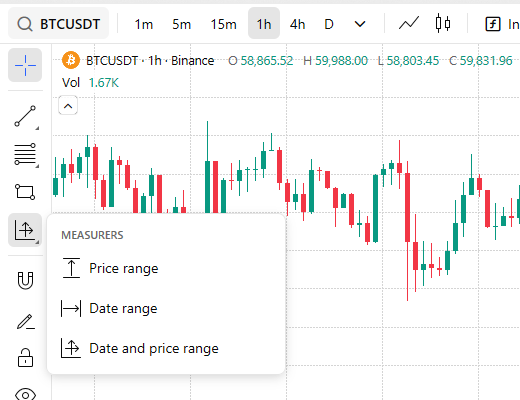 BTCUSDT 1m 5m 15m 1h 4h D In
BTCUSDT · 1h · Binance O 58,865.52 H 59,988.00 L 58,803.45 C 59,831.96
Vol 1.67K
MEASURERS
Price range
Date range
Date and price range